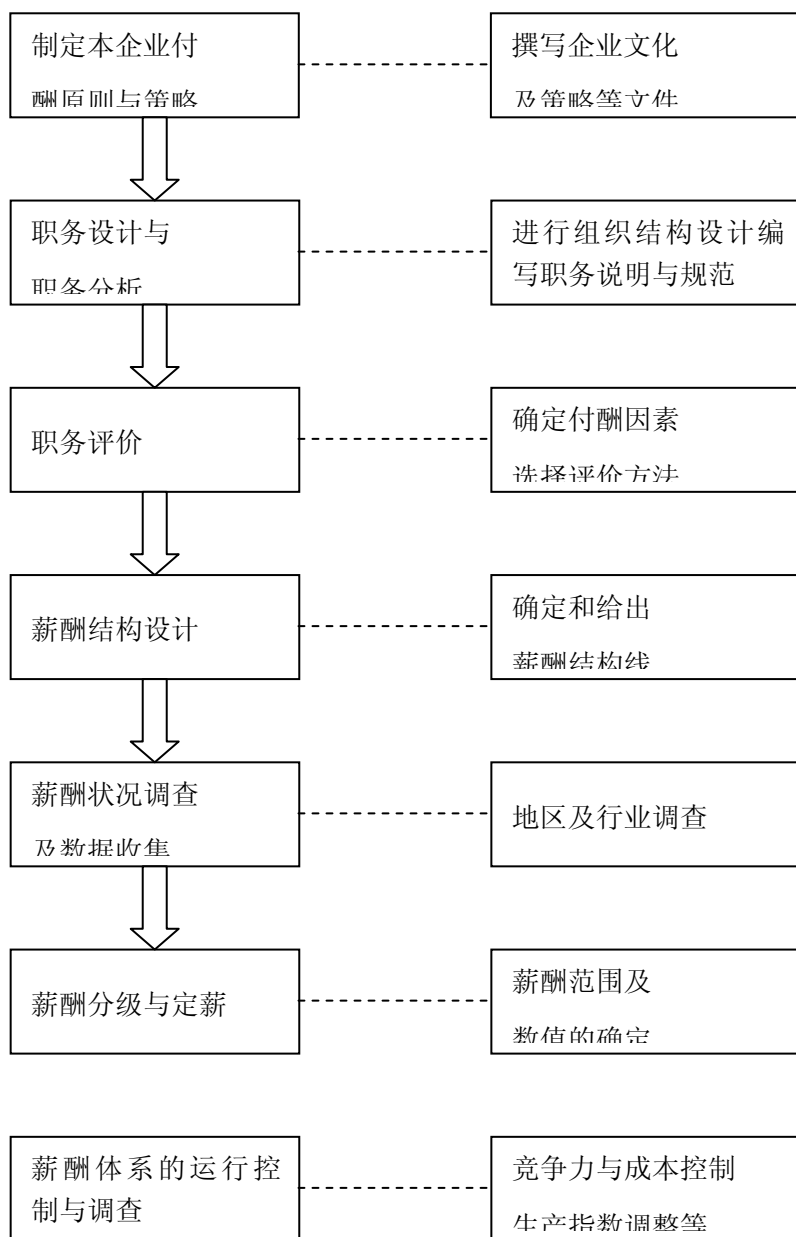 制定本企业付
酬原则与策略
撰写企业文化
及策略等文件
职务设计与
职务分析
进行组织结构设计编
写职务说明与规范
职务评价
确定付酬因素
选择评价方法
薪酬结构设计
确定和给出
薪酬结构线
薪酬状况调查
及数据收集
地区及行业调查
薪酬分级与定薪
薪酬范围及
数值的确定
薪酬体系的运行控
制与调查
竞争力与成本控制
生产指数调整等